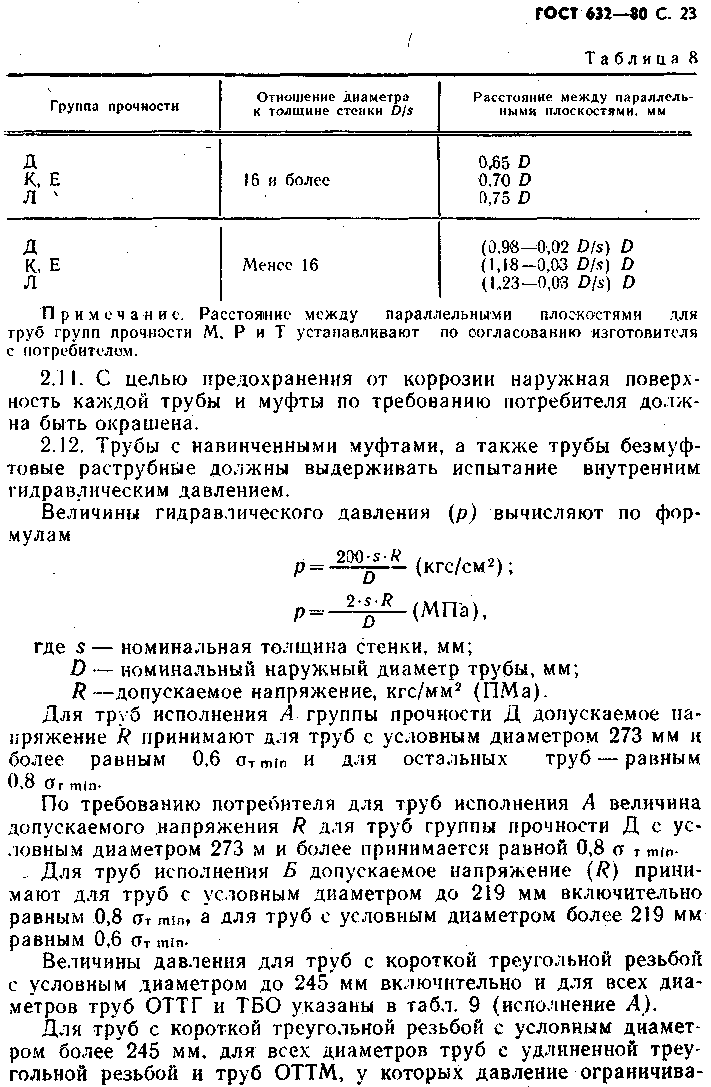 ГОСТ 632—80 С. 23
Таблица 8
Группа прочности
Отношение диаметра
к толщине стенки D/s
Расстояние между параллель-
ными плоскостями, мм
Д
К, Е
Л
16 и более
0,65 D
0,70 D
0,75 D
Д
К, Е
Л
Менее 16
(0,98—0,02 D/s) D
(1,18—0,03 D/s) D
(1,23—0,03 D/s) D
Примечание. Расстояние между параллельными плоскостями для
труб групп прочности М, Р и Т устанавливают по согласованию изготовителя
с потребителем.
2.11. С целью предохранения от коррозии наружная поверх-
ность каждой трубы и муфты по требованию потребителя долж-
на быть окрашена.
2.12. Трубы с навинченными муфтами, а также трубы безмуф-
товые раструбные должны выдерживать испытание внутренним
гидравлическим давлением.
Величины гидравлического давления (p) вычисляют по фор-
мулам
p = 200·s·R / D (кгс/см²);
p = 2·s·R / D (МПа),
где s — номинальная толщина стенки, мм;
D — номинальный наружный диаметр трубы, мм;
R —допускаемое напряжение, кгс/мм² (ПМа).
Для труб исполнения А группы прочности Д допускаемое на-
пряжение R принимают для труб с условным диаметром 273 мм и
более равным 0,6 σт min и для остальных труб — равным
0,8 σт min.
По требованию потребителя для труб исполнения А величина
допускаемого напряжения R для труб группы прочности Д с ус-
ловным диаметром 273 м и более принимается равной 0,8 σ т min.
Для труб исполнения Б допускаемое напряжение (R) прини-
мают для труб с условным диаметром до 219 мм включительно
равным 0,8 σт min, а для труб с условным диаметром более 219 мм
равным 0,6 σт min.
Величины давления для труб с короткой треугольной резьбой
с условным диаметром до 245 мм включительно и для всех диа-
метров труб ОТТГ и ТБО указаны в табл. 9 (исполнение А).
Для труб с короткой треугольной резьбой с условным диамет-
ром более 245 мм, для всех диаметров труб с удлиненной треу-
гольной резьбой и труб ОТТМ, у которых давление ограничива-